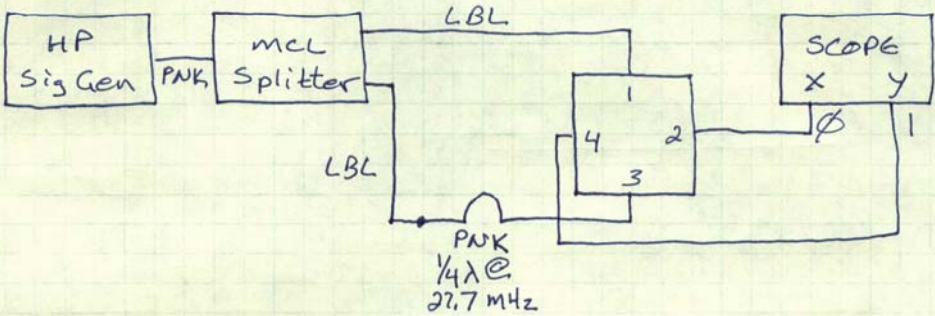 HP
Sig Gen
PNK
MCL
Splitter
LBL
LBL
1
4
2
3
SCOPE
X Y
Ø
1
PNK
1/4 λ @
27.7 MHz